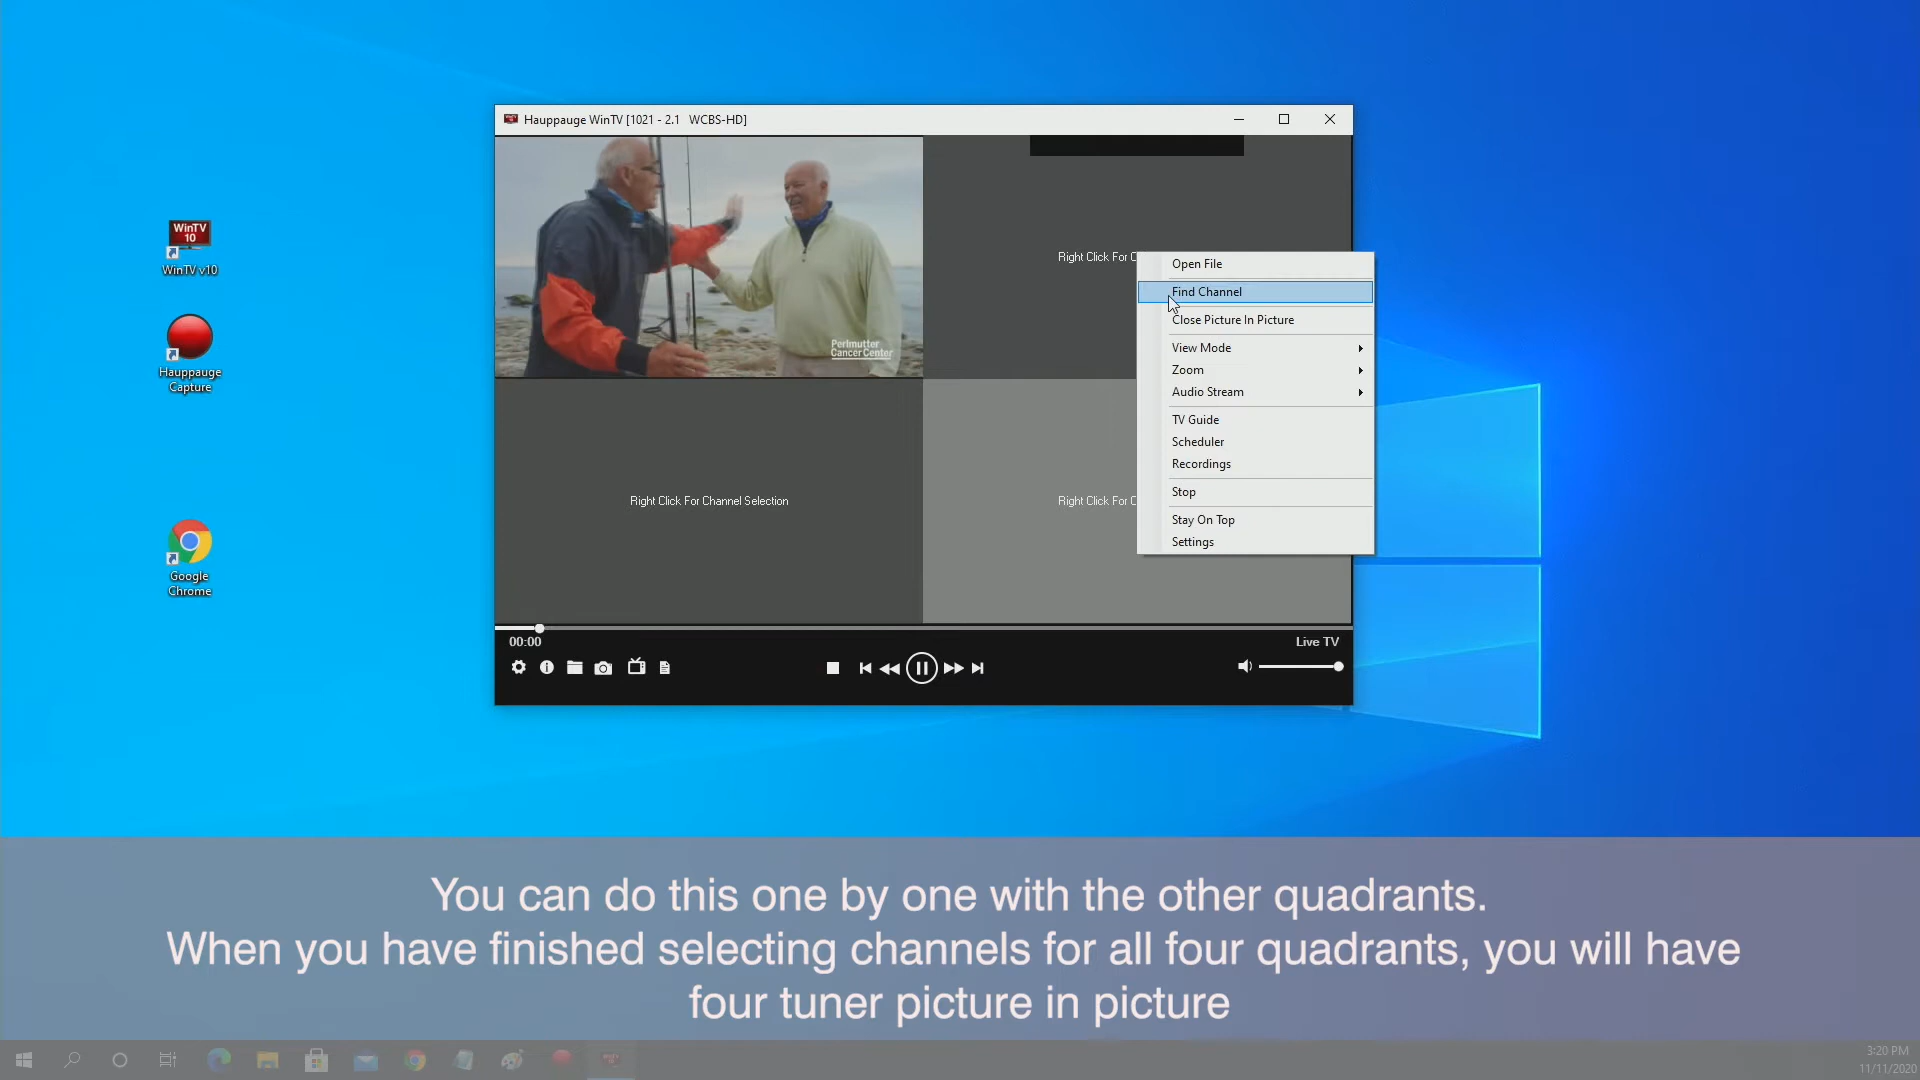 Hauppauge WinTV [1021 - 2.1 WCBS-HD]
WinTV
10
WinTV v10
Hauppauge
Capture
Google
Chrome
Perlmutter
Cancer Center
Right Click For C
Right Click For Channel Selection
Right Click For C
Open File
Find Channel
Close Picture In Picture
View Mode
Zoom
Audio Stream
TV Guide
Scheduler
Recordings
Stop
Stay On Top
Settings
00:00
Live TV
You can do this one by one with the other quadrants.
When you have finished selecting channels for all four quadrants, you will have
four tuner picture in picture
3:20 PM
11/11/2020